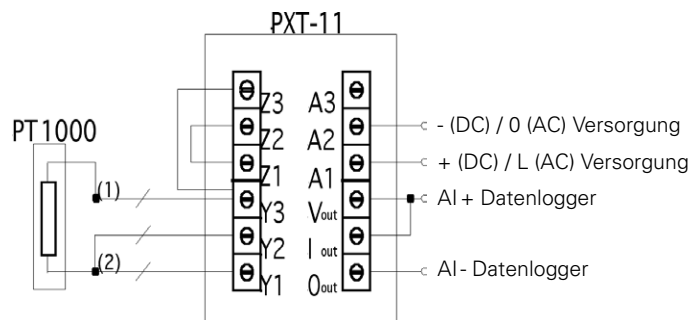 PXT-11
PT1000
Z3 A3
Z2 A2 - (DC) / 0 (AC) Versorgung
Z1 A1 + (DC) / L (AC) Versorgung
(1) Y3 Vout AI + Datenlogger
Y2 I out
(2) Y1 0out AI - Datenlogger